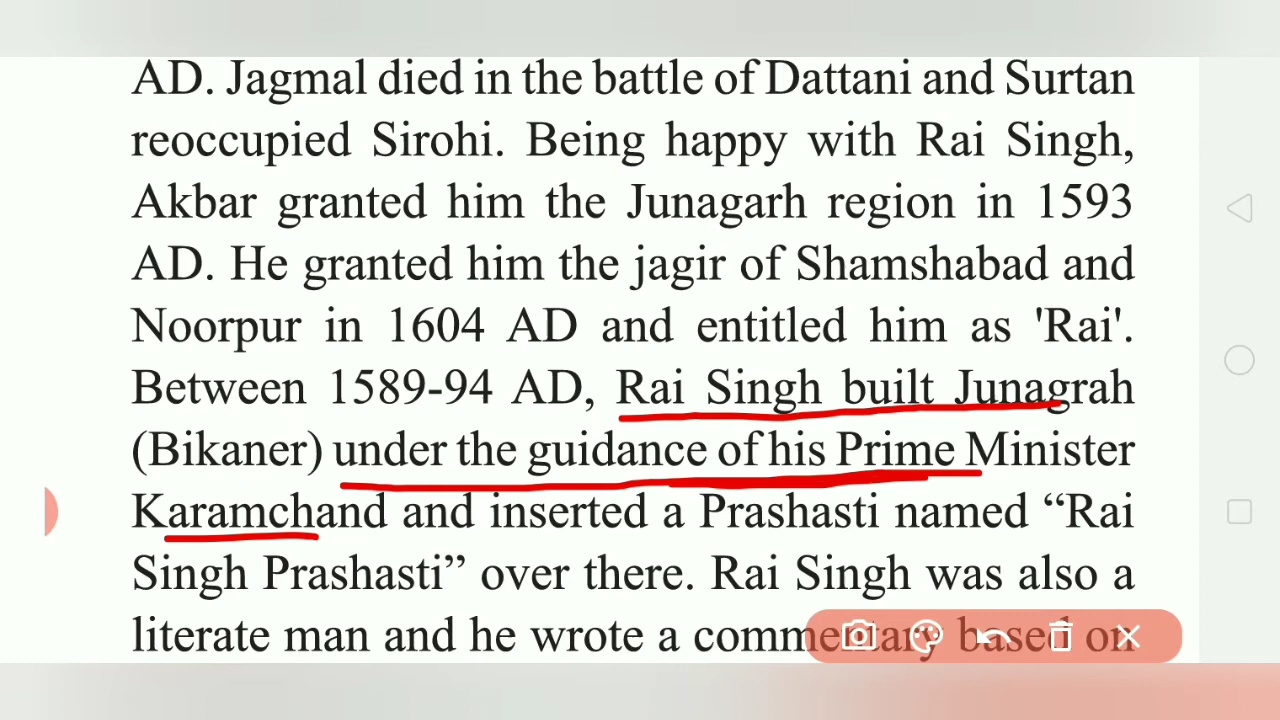 AD. Jagmal died in the battle of Dattani and Surtan
reoccupied Sirohi. Being happy with Rai Singh,
Akbar granted him the Junagarh region in 1593
AD. He granted him the jagir of Shamshabad and
Noorpur in 1604 AD and entitled him as 'Rai'.
Between 1589-94 AD, Rai Singh built Junagrah
(Bikaner) under the guidance of his Prime Minister
Karamchand and inserted a Prashasti named “Rai
Singh Prashasti” over there. Rai Singh was also a
literate man and he wrote a commentary based on